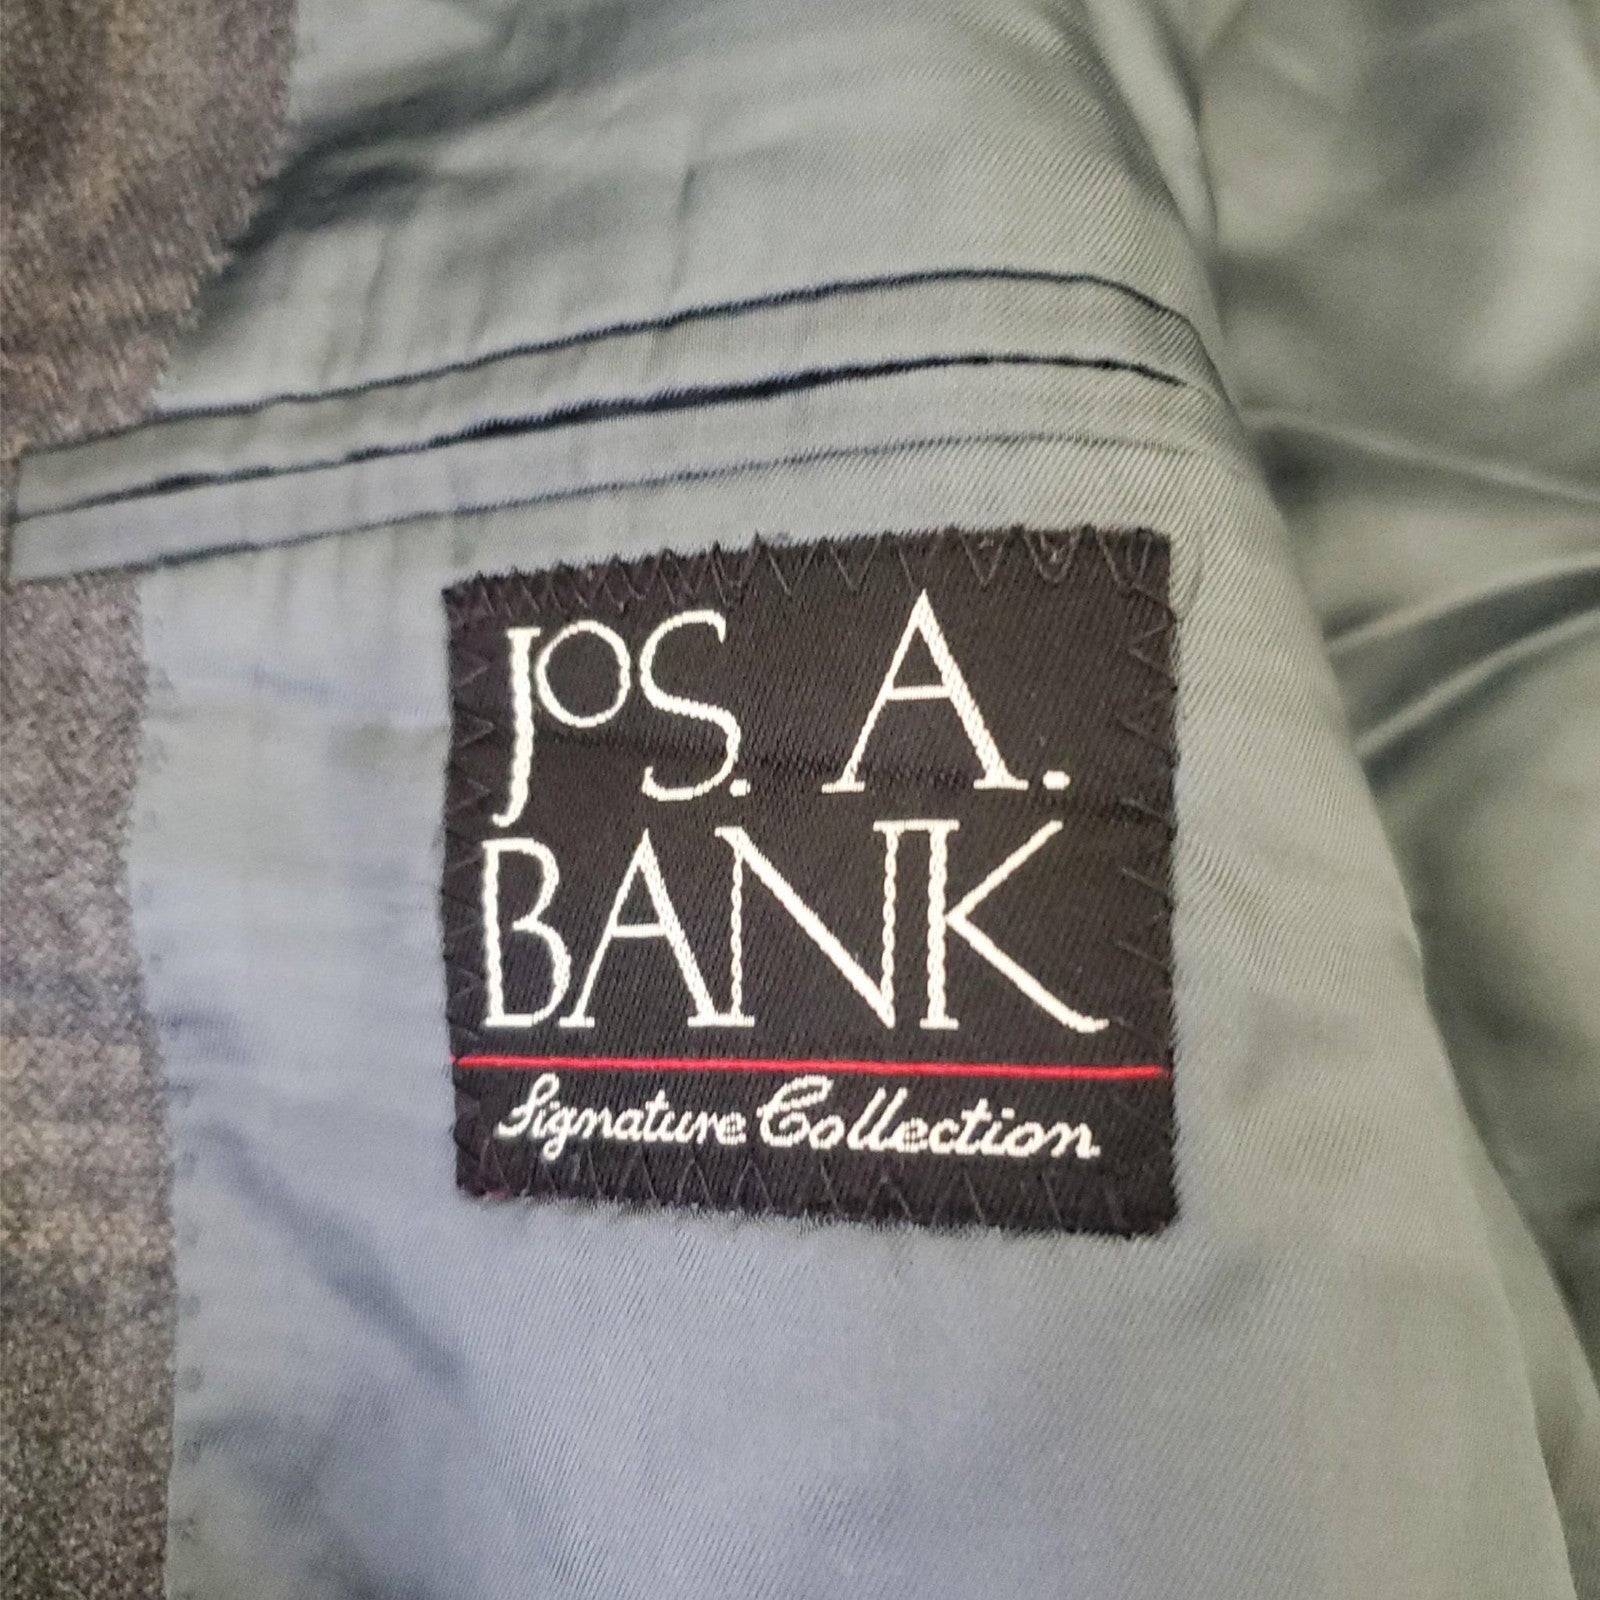 JOS. A.
BANK
Signature Collection